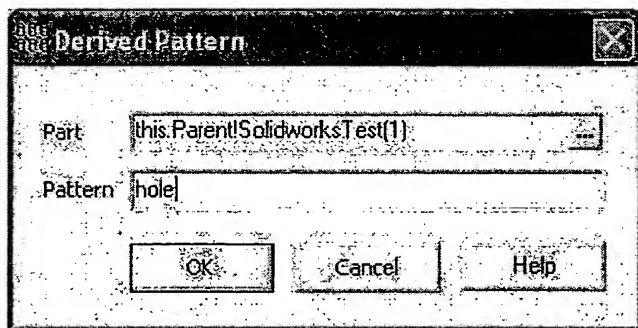 Derived Pattern
Part this.Parent!SolidworksTest(1) ...
Pattern hole
OK Cancel Help